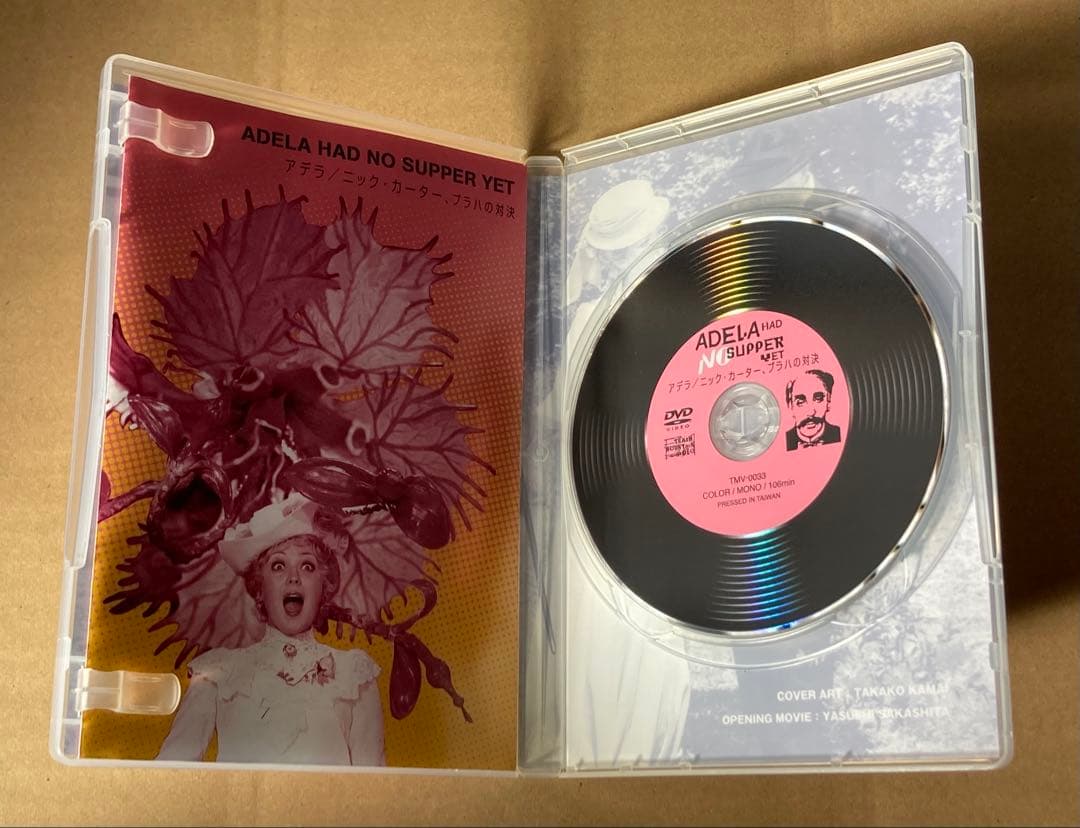 ADELA HAD NO SUPPER YET
アデラ／ニック・カーター、プラハの対決
ADELA HAD
NO SUPPER
YET
アデラ／ニック・カーター、プラハの対決
DVD
VIDEO
TMV-0033
COLOR / MONO / 106min
PRESSED IN TAIWAN
COVER ART : TAKAKO KAMAI
OPENING MOVIE : YASUSHI SAKASHITA